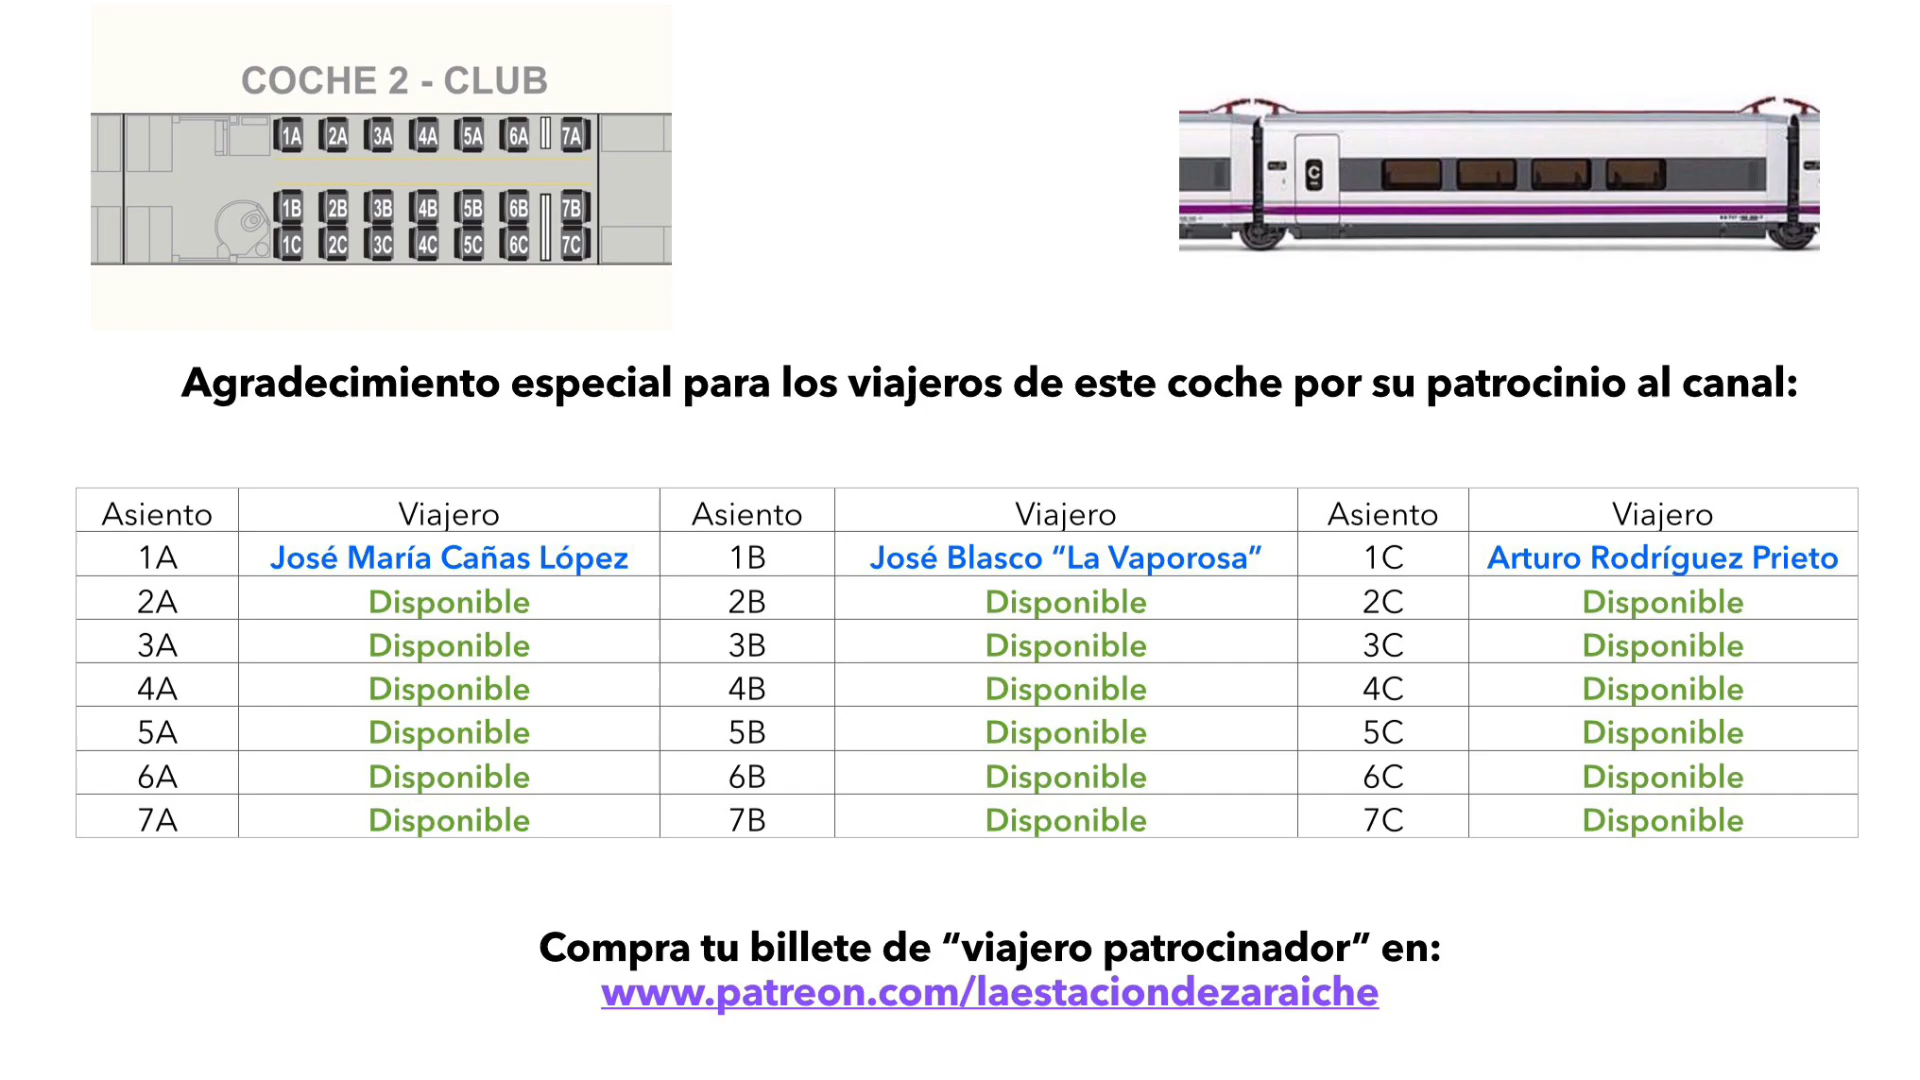 COCHE 2 - CLUB
1A 2A 3A 4A 5A 6A 7A
1B 2B 3B 4B 5B 6B 7B
1C 2C 3C 4C 5C 6C 7C
C
Agradecimiento especial para los viajeros de este coche por su patrocinio al canal:
Asiento Viajero Asiento Viajero Asiento Viajero
1A José María Cañas López 1B José Blasco “La Vaporosa” 1C Arturo Rodríguez Prieto
2A Disponible 2B Disponible 2C Disponible
3A Disponible 3B Disponible 3C Disponible
4A Disponible 4B Disponible 4C Disponible
5A Disponible 5B Disponible 5C Disponible
6A Disponible 6B Disponible 6C Disponible
7A Disponible 7B Disponible 7C Disponible
Compra tu billete de “viajero patrocinador” en:
www.patreon.com/laestaciondezaraiche